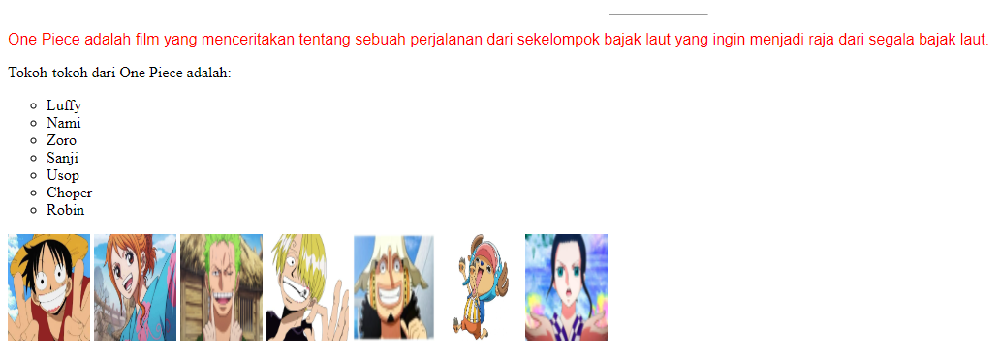 One Piece adalah film yang menceritakan tentang sebuah perjalanan dari sekelompok bajak laut yang ingin menjadi raja dari segala bajak laut.
Tokoh-tokoh dari One Piece adalah:
Luffy
Nami
Zoro
Sanji
Usop
Choper
Robin